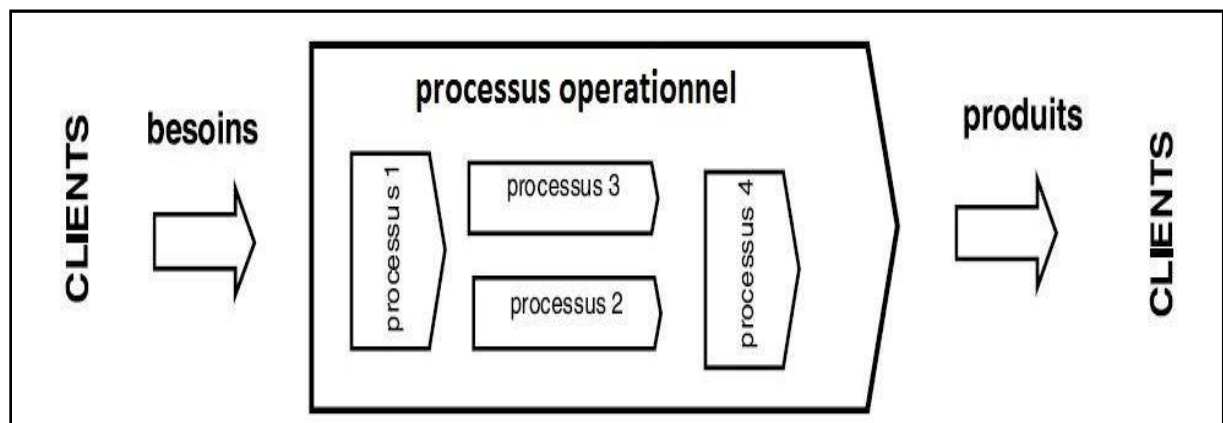 CLIENTS
besoins
processus operationnel
processus 1
processus 3
processus 2
processus 4
produits
CLIENTS